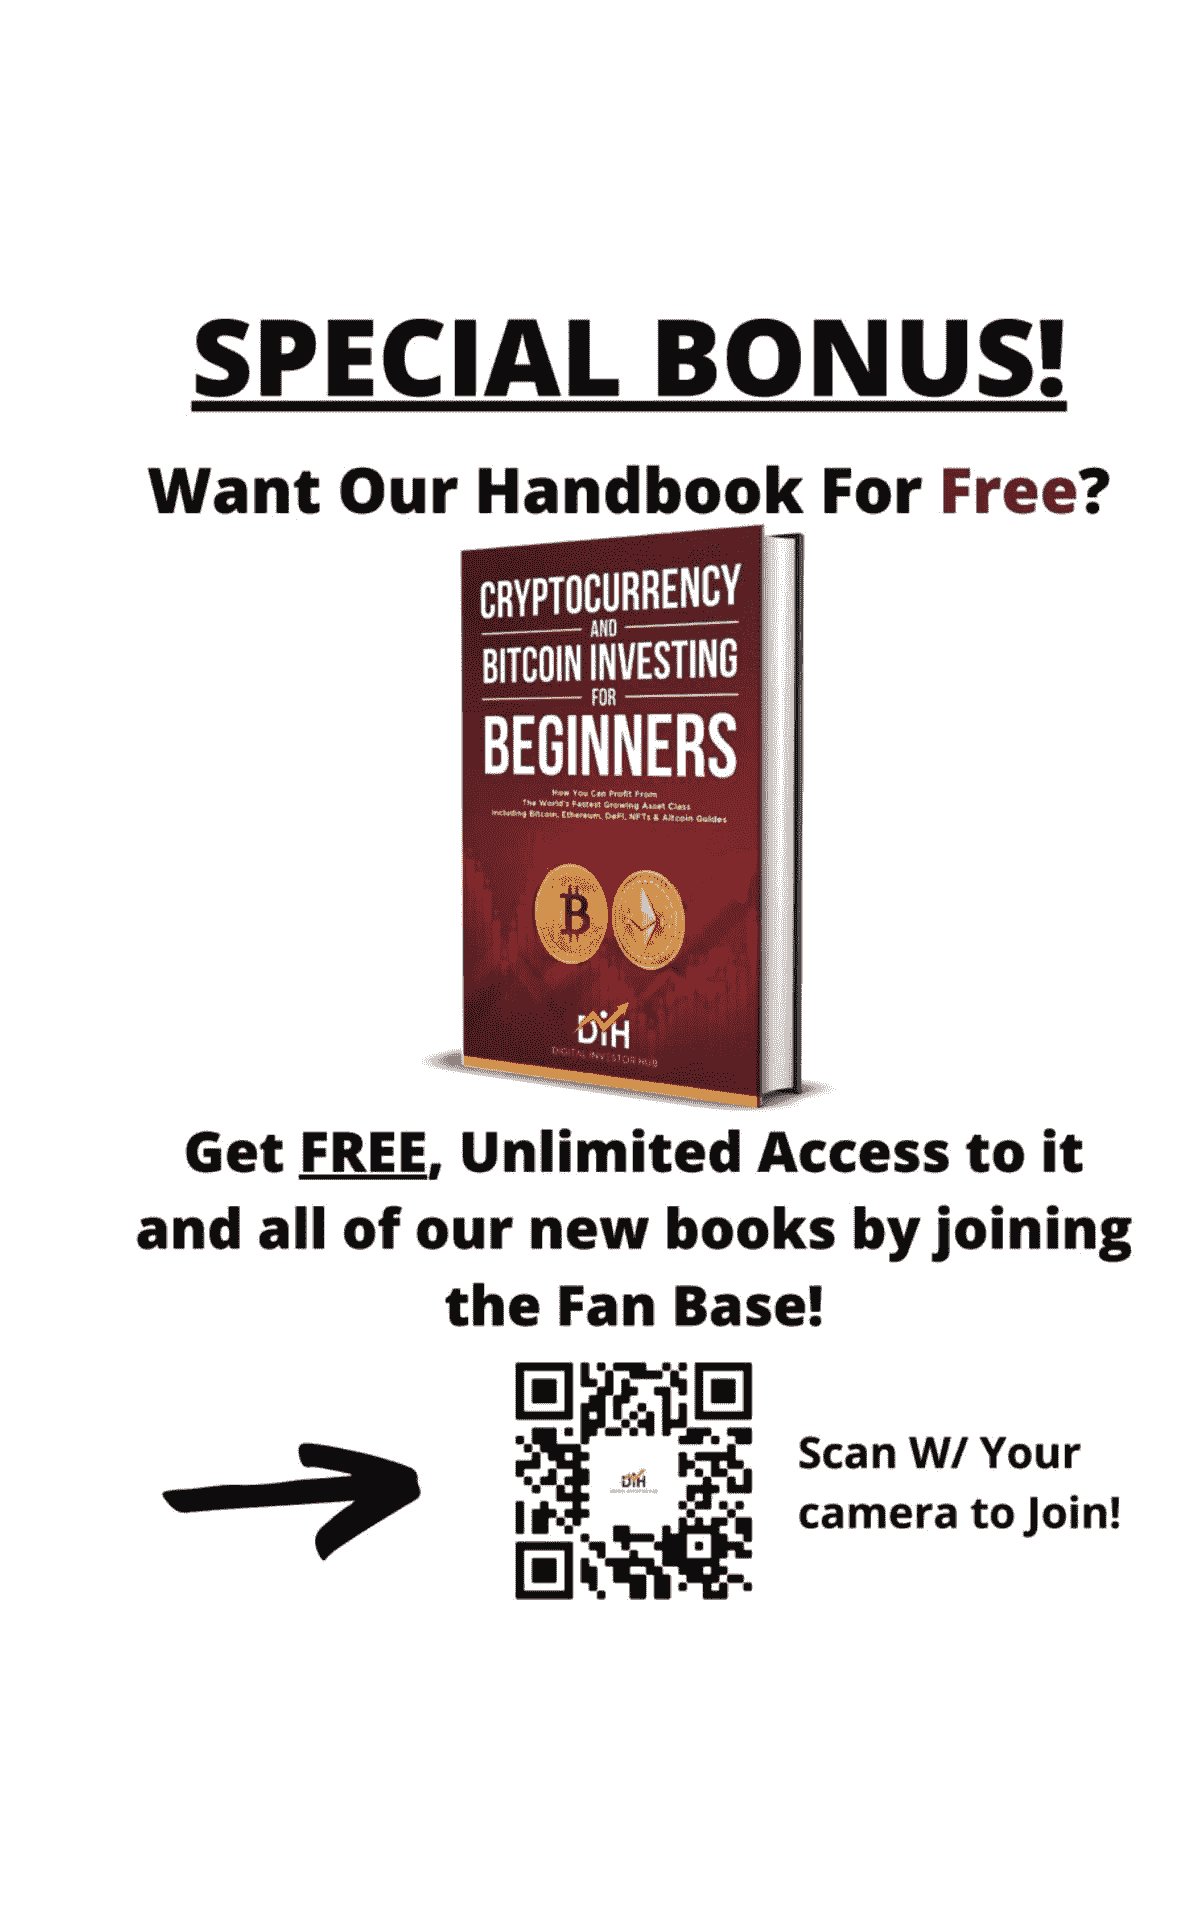 SPECIAL BONUS!
Want Our Handbook For Free?
CRYPTOCURRENCY
AND
BITCOIN INVESTING
FOR
BEGINNERS
How You Can Profit From
The World's Fastest Growing Asset Class
Including Bitcoin, Ethereum, DeFi, NFTs & Altcoin Guides
DIH
DIGITAL INVESTOR HUB
Get FREE, Unlimited Access to it
and all of our new books by joining
the Fan Base!
DIH
Scan W/ Your
camera to Join!